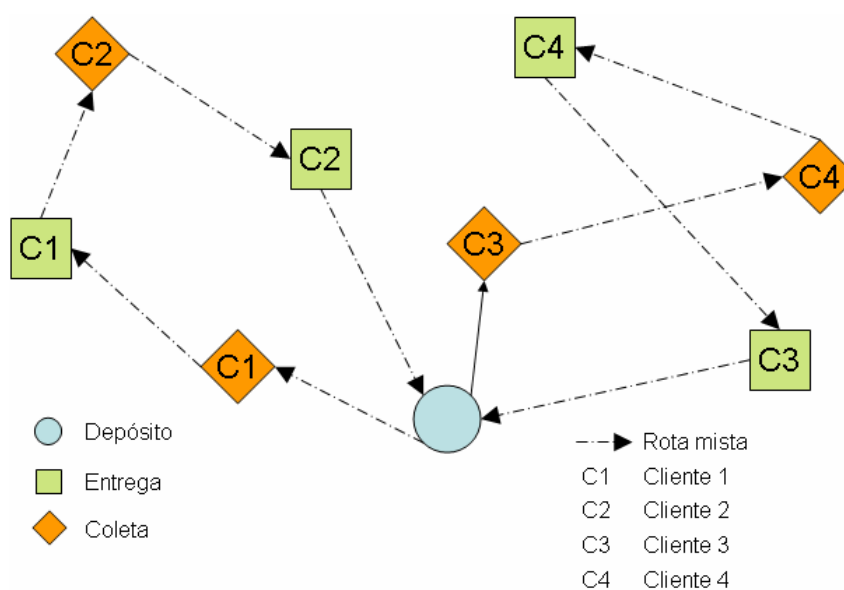 C2
C4
C2
C4
C1
C3
C1
C3
Depósito
Entrega
Coleta
Rota mista
C1 Cliente 1
C2 Cliente 2
C3 Cliente 3
C4 Cliente 4